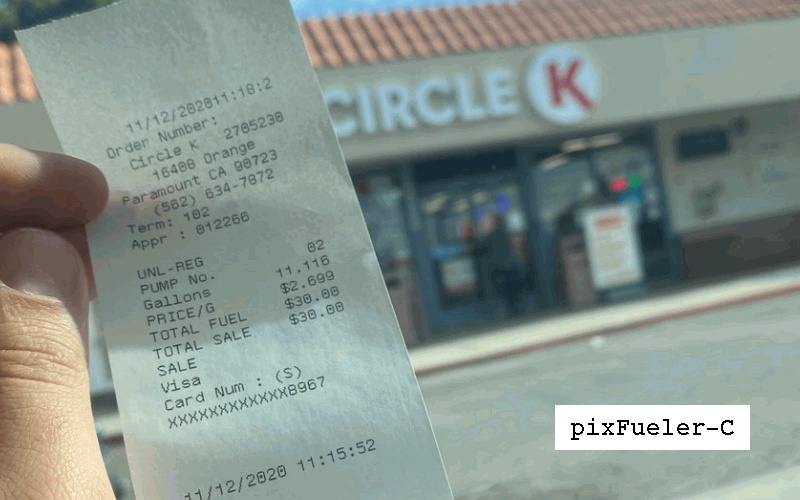 CIRCLE K
11/12/202011:10:2
Order Number:
Circle K 2705230
16400 Orange
Paramount CA 90723
(562) 634-7072
Term: 102
Appr : 012266
UNL-REG
PUMP No. 02
Gallons 11.116
PRICE/G $2.699
TOTAL FUEL $30.00
TOTAL SALE $30.00
SALE
Visa
Card Num : (S)
XXXXXXXXXXXX8967
11/12/2020 11:15:52
pixFueler-C